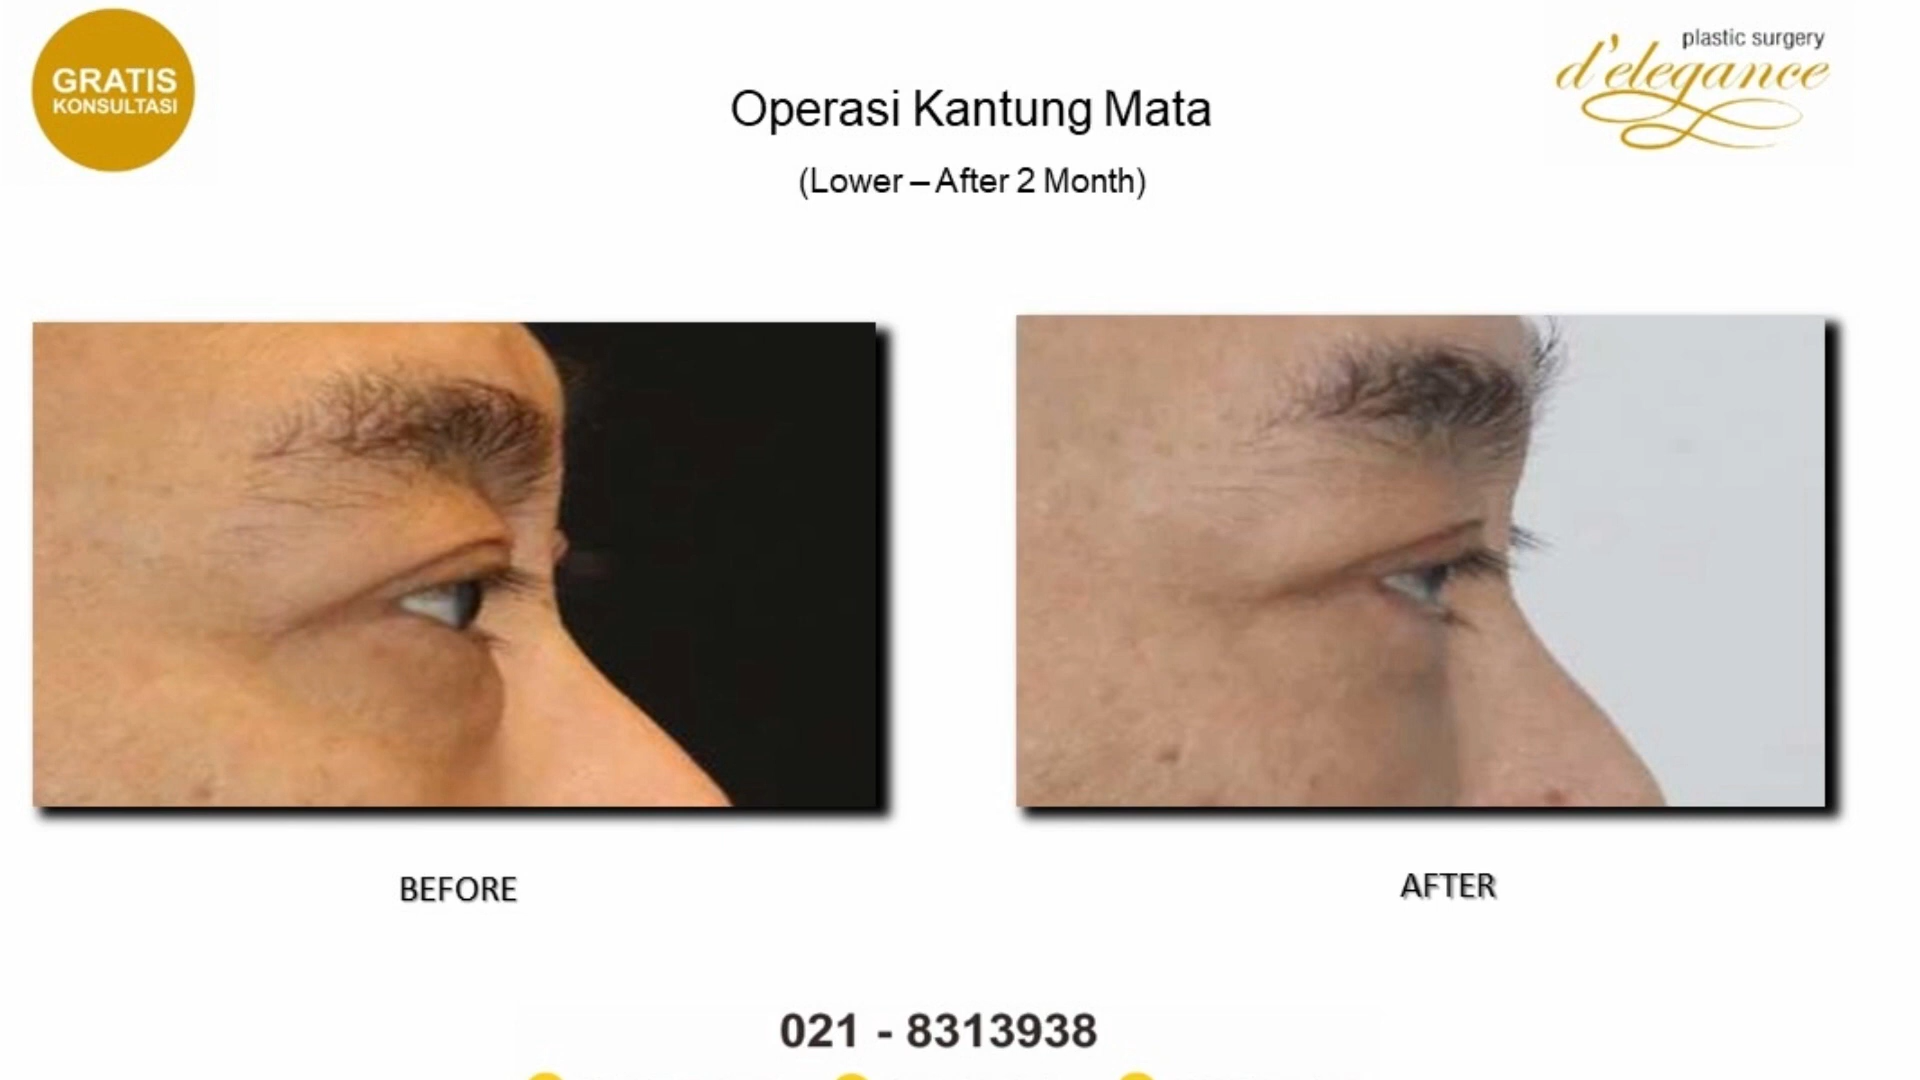 GRATIS
KONSULTASI
plastic surgery
d'elegance
Operasi Kantung Mata
(Lower – After 2 Month)
BEFORE
AFTER
021 - 8313938